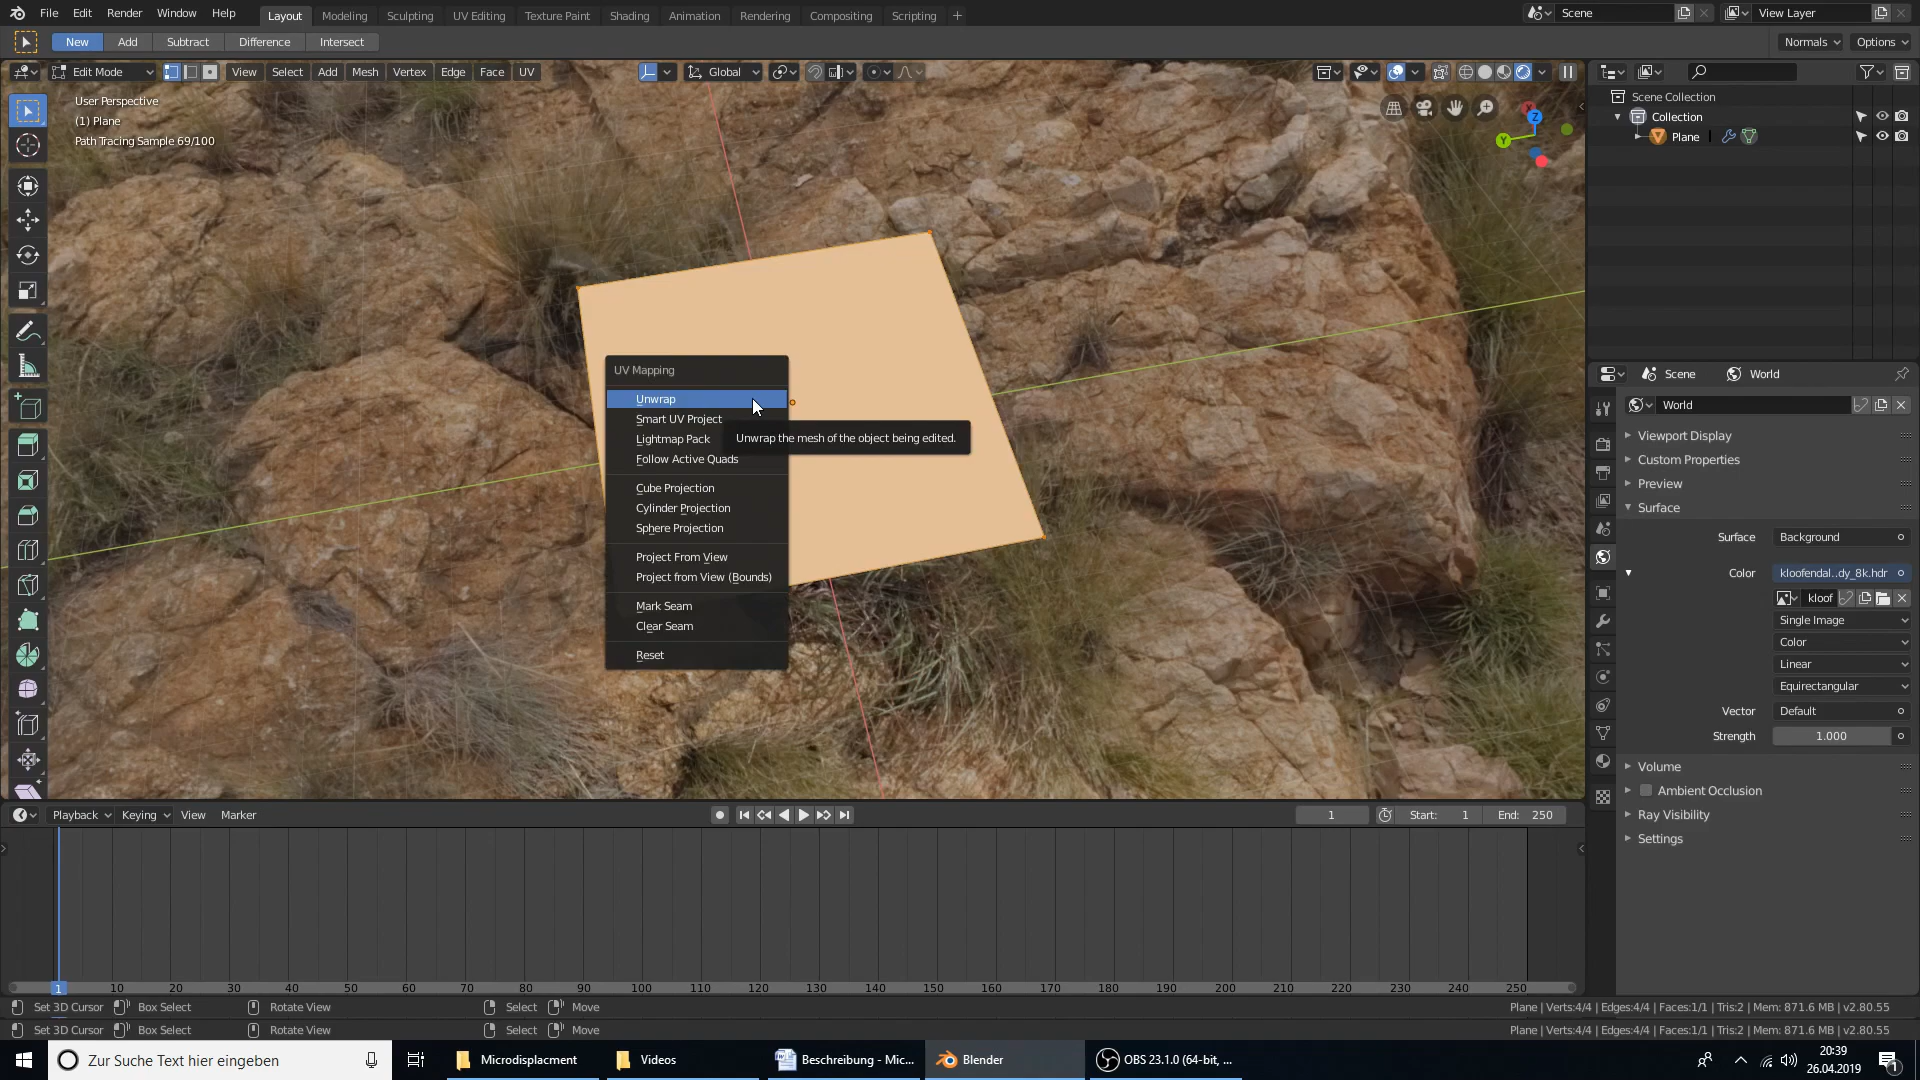 File Edit Render Window Help Layout Modeling Sculpting UV Editing Texture Paint Shading Animation Rendering Compositing Scripting + Scene View Layer
New Add Subtract Difference Intersect Normals Options
Edit Mode View Select Add Mesh Vertex Edge Face UV Global
User Perspective
(1) Plane
Path Tracing Sample 69/100
X
Z
Y
Scene Collection
Collection
Plane
UV Mapping
Unwrap
Smart UV Project
Lightmap Pack
Follow Active Quads
Cube Projection
Cylinder Projection
Sphere Projection
Project From View
Project from View (Bounds)
Mark Seam
Clear Seam
Reset
Unwrap the mesh of the object being edited.
Scene World
World
Viewport Display
Custom Properties
Preview
Surface
Surface Background
Color kloofendal..dy_8k.hdr
kloof
Single Image
Color
Linear
Equirectangular
Vector Default
Strength 1.000
Volume
Ambient Occlusion
Ray Visibility
Settings
Playback Keying View Marker 1 Start: 1 End: 250
1 10 20 30 40 50 60 70 80 90 100 110 120 130 140 150 160 170 180 190 200 210 220 230 240 250
Set 3D Cursor Box Select Rotate View Select Move Plane | Verts:4/4 | Edges:4/4 | Faces:1/1 | Tris:2 | Mem: 871.6 MB | v2.80.55
Set 3D Cursor Box Select Rotate View Select Move Plane | Verts:4/4 | Edges:4/4 | Faces:1/1 | Tris:2 | Mem: 871.6 MB | v2.80.55
Zur Suche Text hier eingeben Microdisplacment Videos Beschreibung - Mic... Blender OBS 23.1.0 (64-bit, ... 20:39
26.04.2019 1